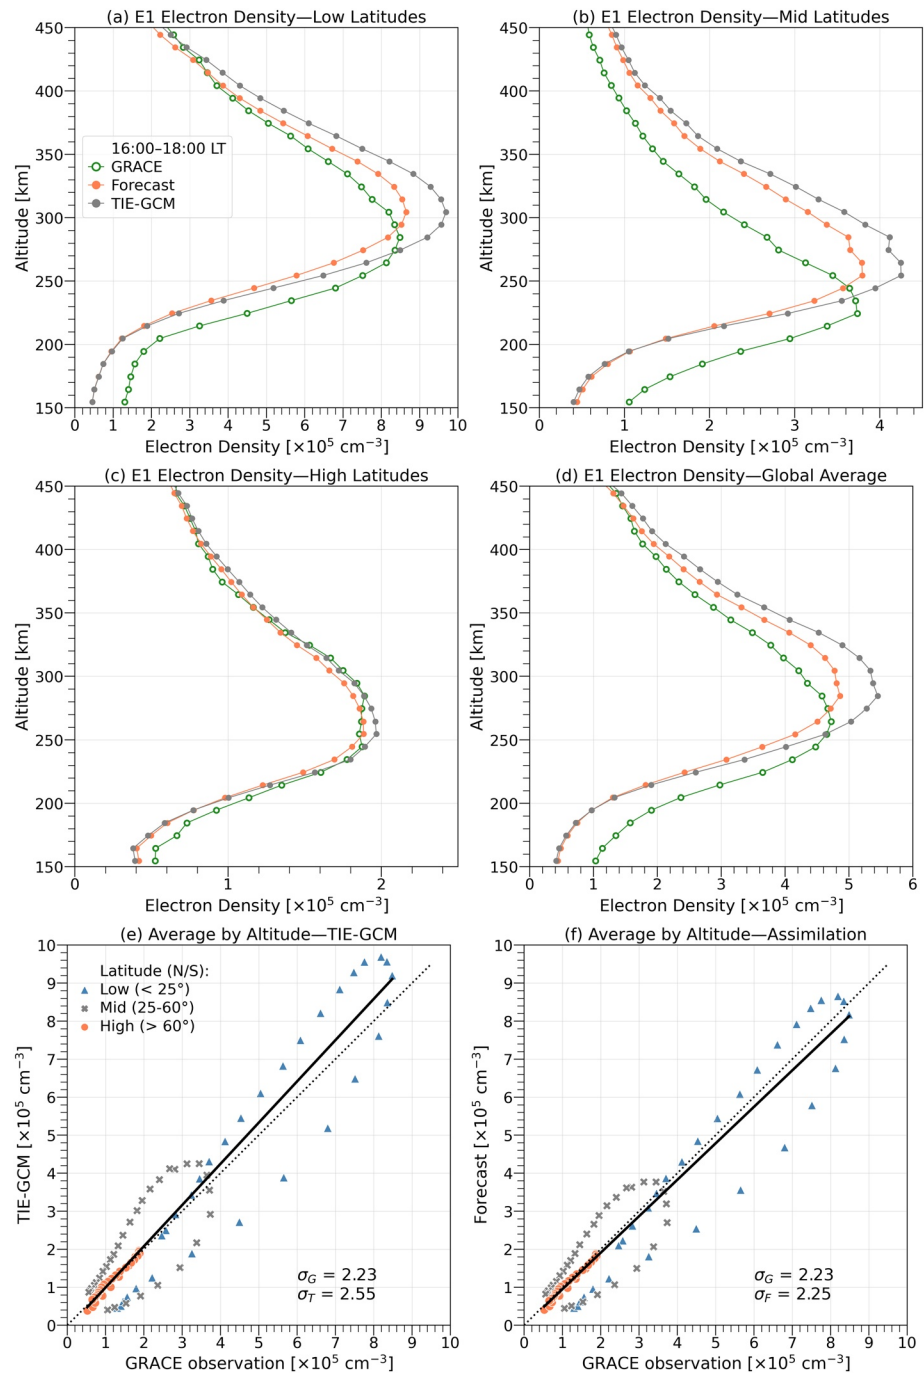 (a) E1 Electron Density—Low Latitudes
450
400
350
300
250
200
150
Altitude [km]
16:00–18:00 LT
GRACE
Forecast
TIE-GCM
0 1 2 3 4 5 6 7 8 9 10
Electron Density [×10⁵ cm⁻³]
(b) E1 Electron Density—Mid Latitudes
450
400
350
300
250
200
150
Altitude [km]
0 1 2 3 4
Electron Density [×10⁵ cm⁻³]
(c) E1 Electron Density—High Latitudes
450
400
350
300
250
200
150
Altitude [km]
0 1 2
Electron Density [×10⁵ cm⁻³]
(d) E1 Electron Density—Global Average
450
400
350
300
250
200
150
Altitude [km]
0 1 2 3 4 5 6
Electron Density [×10⁵ cm⁻³]
(e) Average by Altitude—TIE-GCM
10
9
8
7
6
5
4
3
2
1
0
TIE-GCM [×10⁵ cm⁻³]
Latitude (N/S):
Low (< 25°)
Mid (25-60°)
High (> 60°)
σG = 2.23
σT = 2.55
0 1 2 3 4 5 6 7 8 9 10
GRACE observation [×10⁵ cm⁻³]
(f) Average by Altitude—Assimilation
10
9
8
7
6
5
4
3
2
1
0
Forecast [×10⁵ cm⁻³]
σG = 2.23
σF = 2.25
0 1 2 3 4 5 6 7 8 9 10
GRACE observation [×10⁵ cm⁻³]